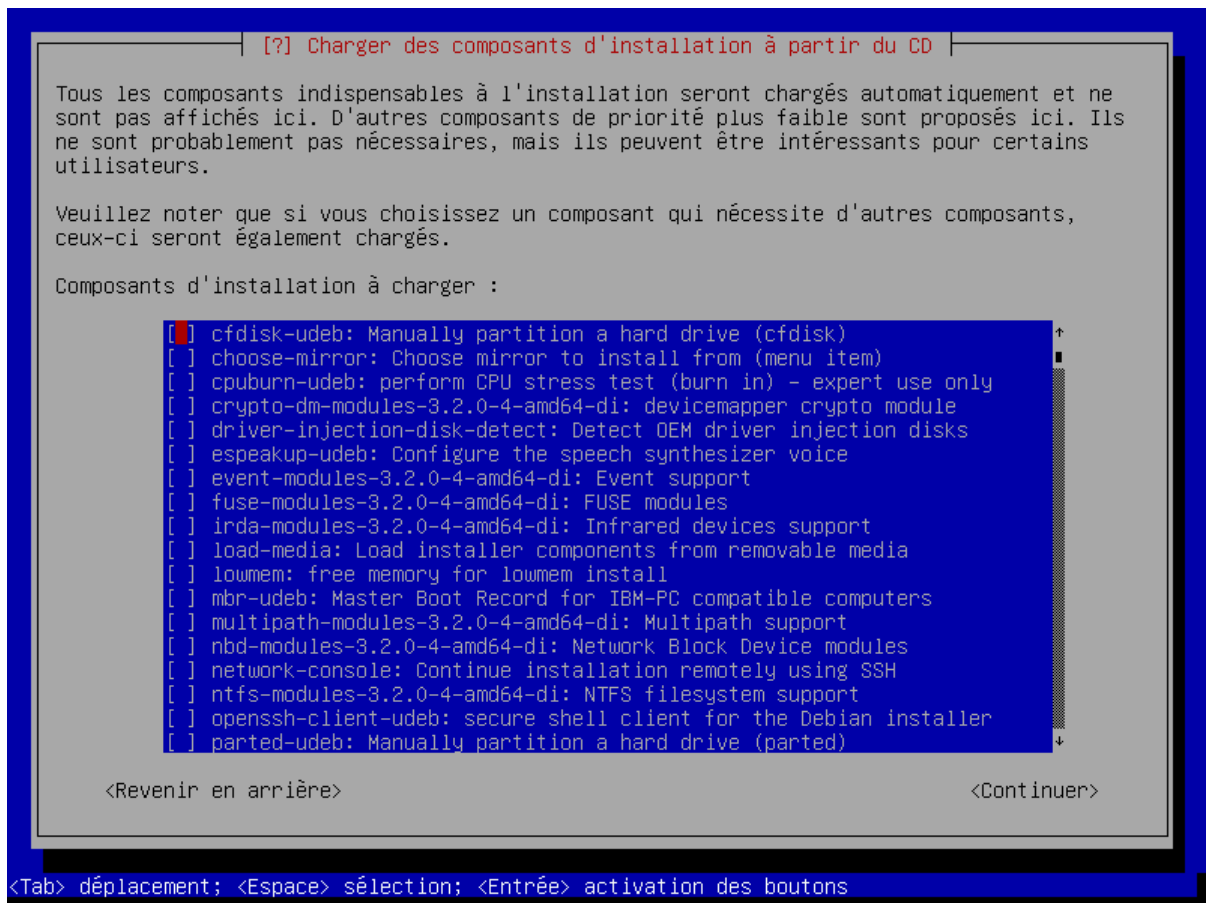 [?] Charger des composants d'installation à partir du CD
Tous les composants indispensables à l'installation seront chargés automatiquement et ne
sont pas affichés ici. D'autres composants de priorité plus faible sont proposés ici. Ils
ne sont probablement pas nécessaires, mais ils peuvent être intéressants pour certains
utilisateurs.
Veuillez noter que si vous choisissez un composant qui nécessite d'autres composants,
ceux-ci seront également chargés.
Composants d'installation à charger :
[ ] cfdisk-udeb: Manually partition a hard drive (cfdisk)
[ ] choose-mirror: Choose mirror to install from (menu item)
[ ] cpuburn-udeb: perform CPU stress test (burn in) - expert use only
[ ] crypto-dm-modules-3.2.0-4-amd64-di: devicemapper crypto module
[ ] driver-injection-disk-detect: Detect OEM driver injection disks
[ ] espeakup-udeb: Configure the speech synthesizer voice
[ ] event-modules-3.2.0-4-amd64-di: Event support
[ ] fuse-modules-3.2.0-4-amd64-di: FUSE modules
[ ] irda-modules-3.2.0-4-amd64-di: Infrared devices support
[ ] load-media: Load installer components from removable media
[ ] lowmem: free memory for lowmem install
[ ] mbr-udeb: Master Boot Record for IBM-PC compatible computers
[ ] multipath-modules-3.2.0-4-amd64-di: Multipath support
[ ] nbd-modules-3.2.0-4-amd64-di: Network Block Device modules
[ ] network-console: Continue installation remotely using SSH
[ ] ntfs-modules-3.2.0-4-amd64-di: NTFS filesystem support
[ ] openssh-client-udeb: secure shell client for the Debian installer
[ ] parted-udeb: Manually partition a hard drive (parted)
<Revenir en arrière> <Continuer>
<Tab> déplacement; <Espace> sélection; <Entrée> activation des boutons